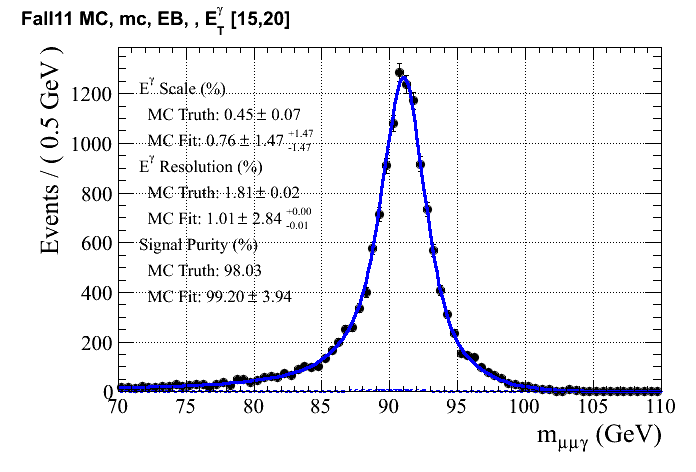 Fall11 MC, mc, EB, , E_T^γ [15,20]
Events / ( 0.5 GeV )
1200
1000
800
600
400
200
0
E^γ Scale (%)
MC Truth: 0.45 ± 0.07
MC Fit: 0.76 ± 1.47 +1.47 -1.47
E^γ Resolution (%)
MC Truth: 1.81 ± 0.02
MC Fit: 1.01 ± 2.84 +0.00 -0.01
Signal Purity (%)
MC Truth: 98.03
MC Fit: 99.20 ± 3.94
70 75 80 85 90 95 100 105 110
m_μμγ (GeV)